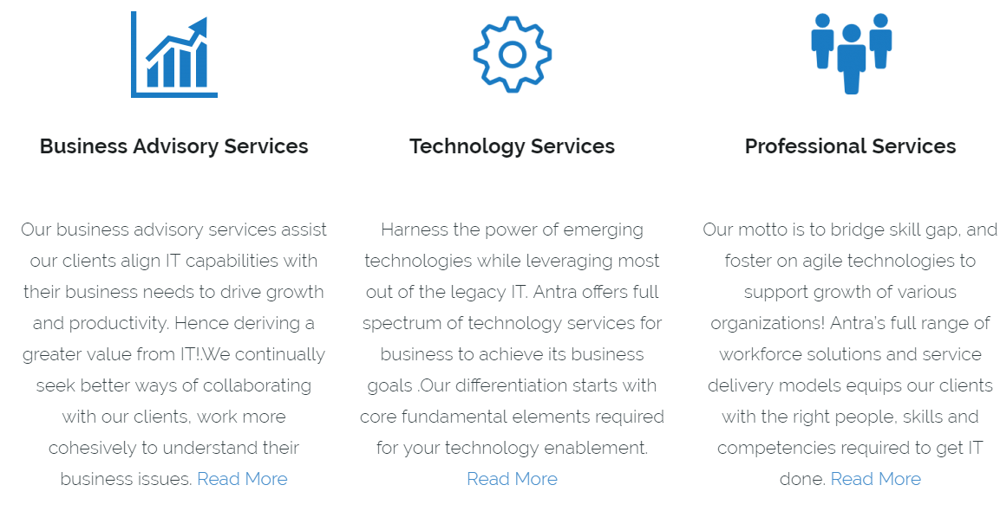 Business Advisory Services
Our business advisory services assist
our clients align IT capabilities with
their business needs to drive growth
and productivity. Hence deriving a
greater value from IT!.We continually
seek better ways of collaborating
with our clients, work more
cohesively to understand their
business issues. Read More
Technology Services
Harness the power of emerging
technologies while leveraging most
out of the legacy IT. Antra offers full
spectrum of technology services for
business to achieve its business
goals .Our differentiation starts with
core fundamental elements required
for your technology enablement.
Read More
Professional Services
Our motto is to bridge skill gap, and
foster on agile technologies to
support growth of various
organizations! Antra's full range of
workforce solutions and service
delivery models equips our clients
with the right people, skills and
competencies required to get IT
done. Read More